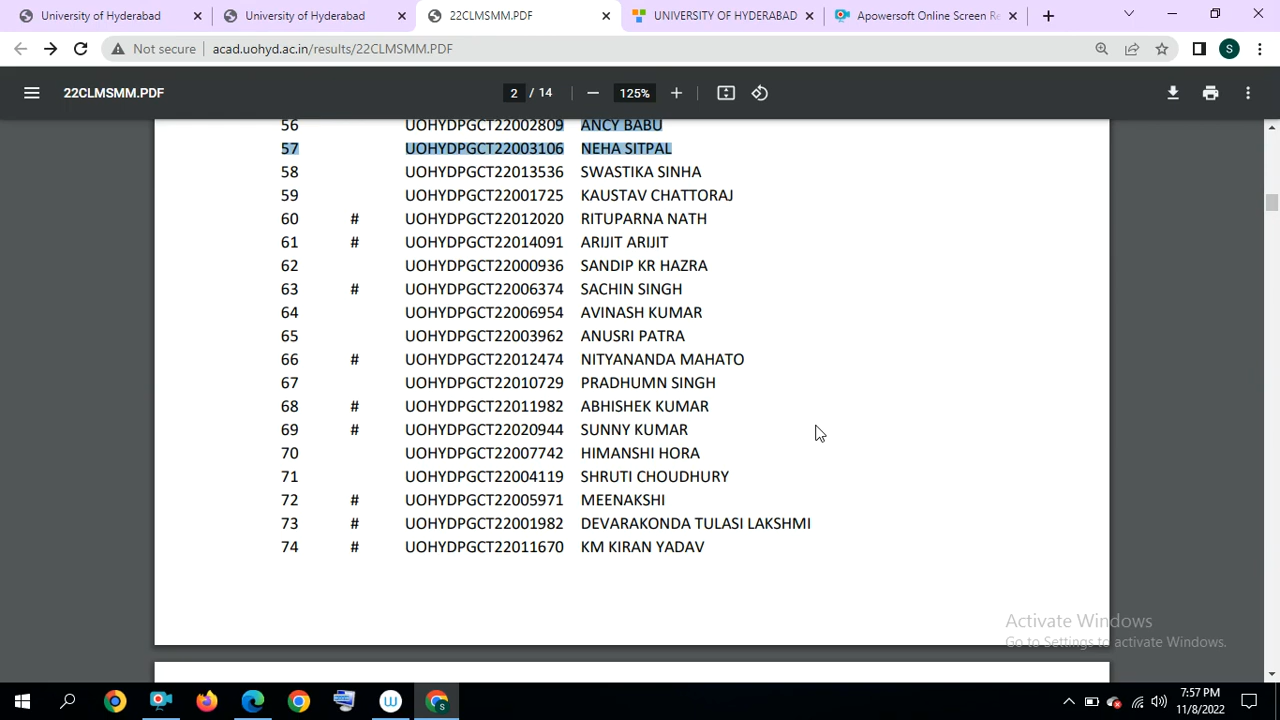 University of Hyderabad
University of Hyderabad
22CLMSMM.PDF
UNIVERSITY OF HYDERABAD
Apowersoft Online Screen Re
Not secure acad.uohyd.ac.in/results/22CLMSMM.PDF
S
22CLMSMM.PDF
2 / 14
125%
56 UOHYDPGCT22002809 ANCY BABU
57 UOHYDPGCT22003106 NEHA SITPAL
58 UOHYDPGCT22013536 SWASTIKA SINHA
59 UOHYDPGCT22001725 KAUSTAV CHATTORAJ
60 # UOHYDPGCT22012020 RITUPARNA NATH
61 # UOHYDPGCT22014091 ARIJIT ARIJIT
62 UOHYDPGCT22000936 SANDIP KR HAZRA
63 # UOHYDPGCT22006374 SACHIN SINGH
64 UOHYDPGCT22006954 AVINASH KUMAR
65 UOHYDPGCT22003962 ANUSRI PATRA
66 # UOHYDPGCT22012474 NITYANANDA MAHATO
67 UOHYDPGCT22010729 PRADHUMN SINGH
68 # UOHYDPGCT22011982 ABHISHEK KUMAR
69 # UOHYDPGCT22020944 SUNNY KUMAR
70 UOHYDPGCT22007742 HIMANSHI HORA
71 UOHYDPGCT22004119 SHRUTI CHOUDHURY
72 # UOHYDPGCT22005971 MEENAKSHI
73 # UOHYDPGCT22001982 DEVARAKONDA TULASI LAKSHMI
74 # UOHYDPGCT22011670 KM KIRAN YADAV
Activate Windows
Go to Settings to activate Windows.
7:57 PM
11/8/2022